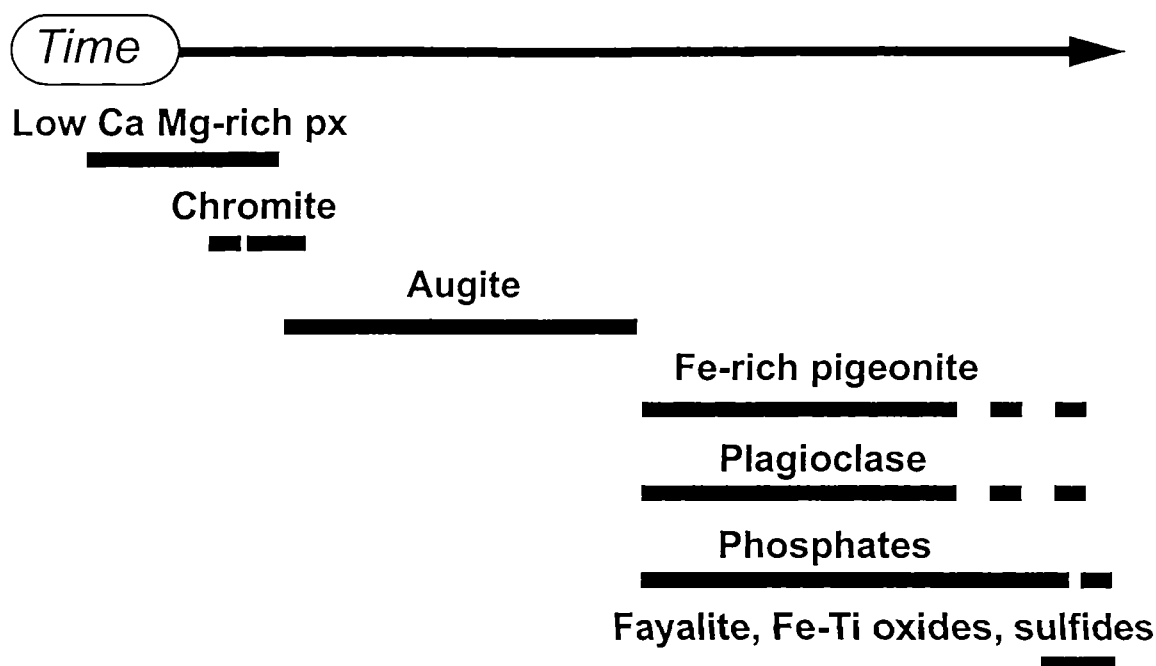 Time
Low Ca Mg-rich px
Chromite
Augite
Fe-rich pigeonite
Plagioclase
Phosphates
Fayalite, Fe-Ti oxides, sulfides